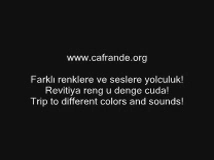 www.cafrande.org
Farklı renklere ve seslere yolculuk!
Revitiya reng u denge cuda!
Trip to different colors and sounds!